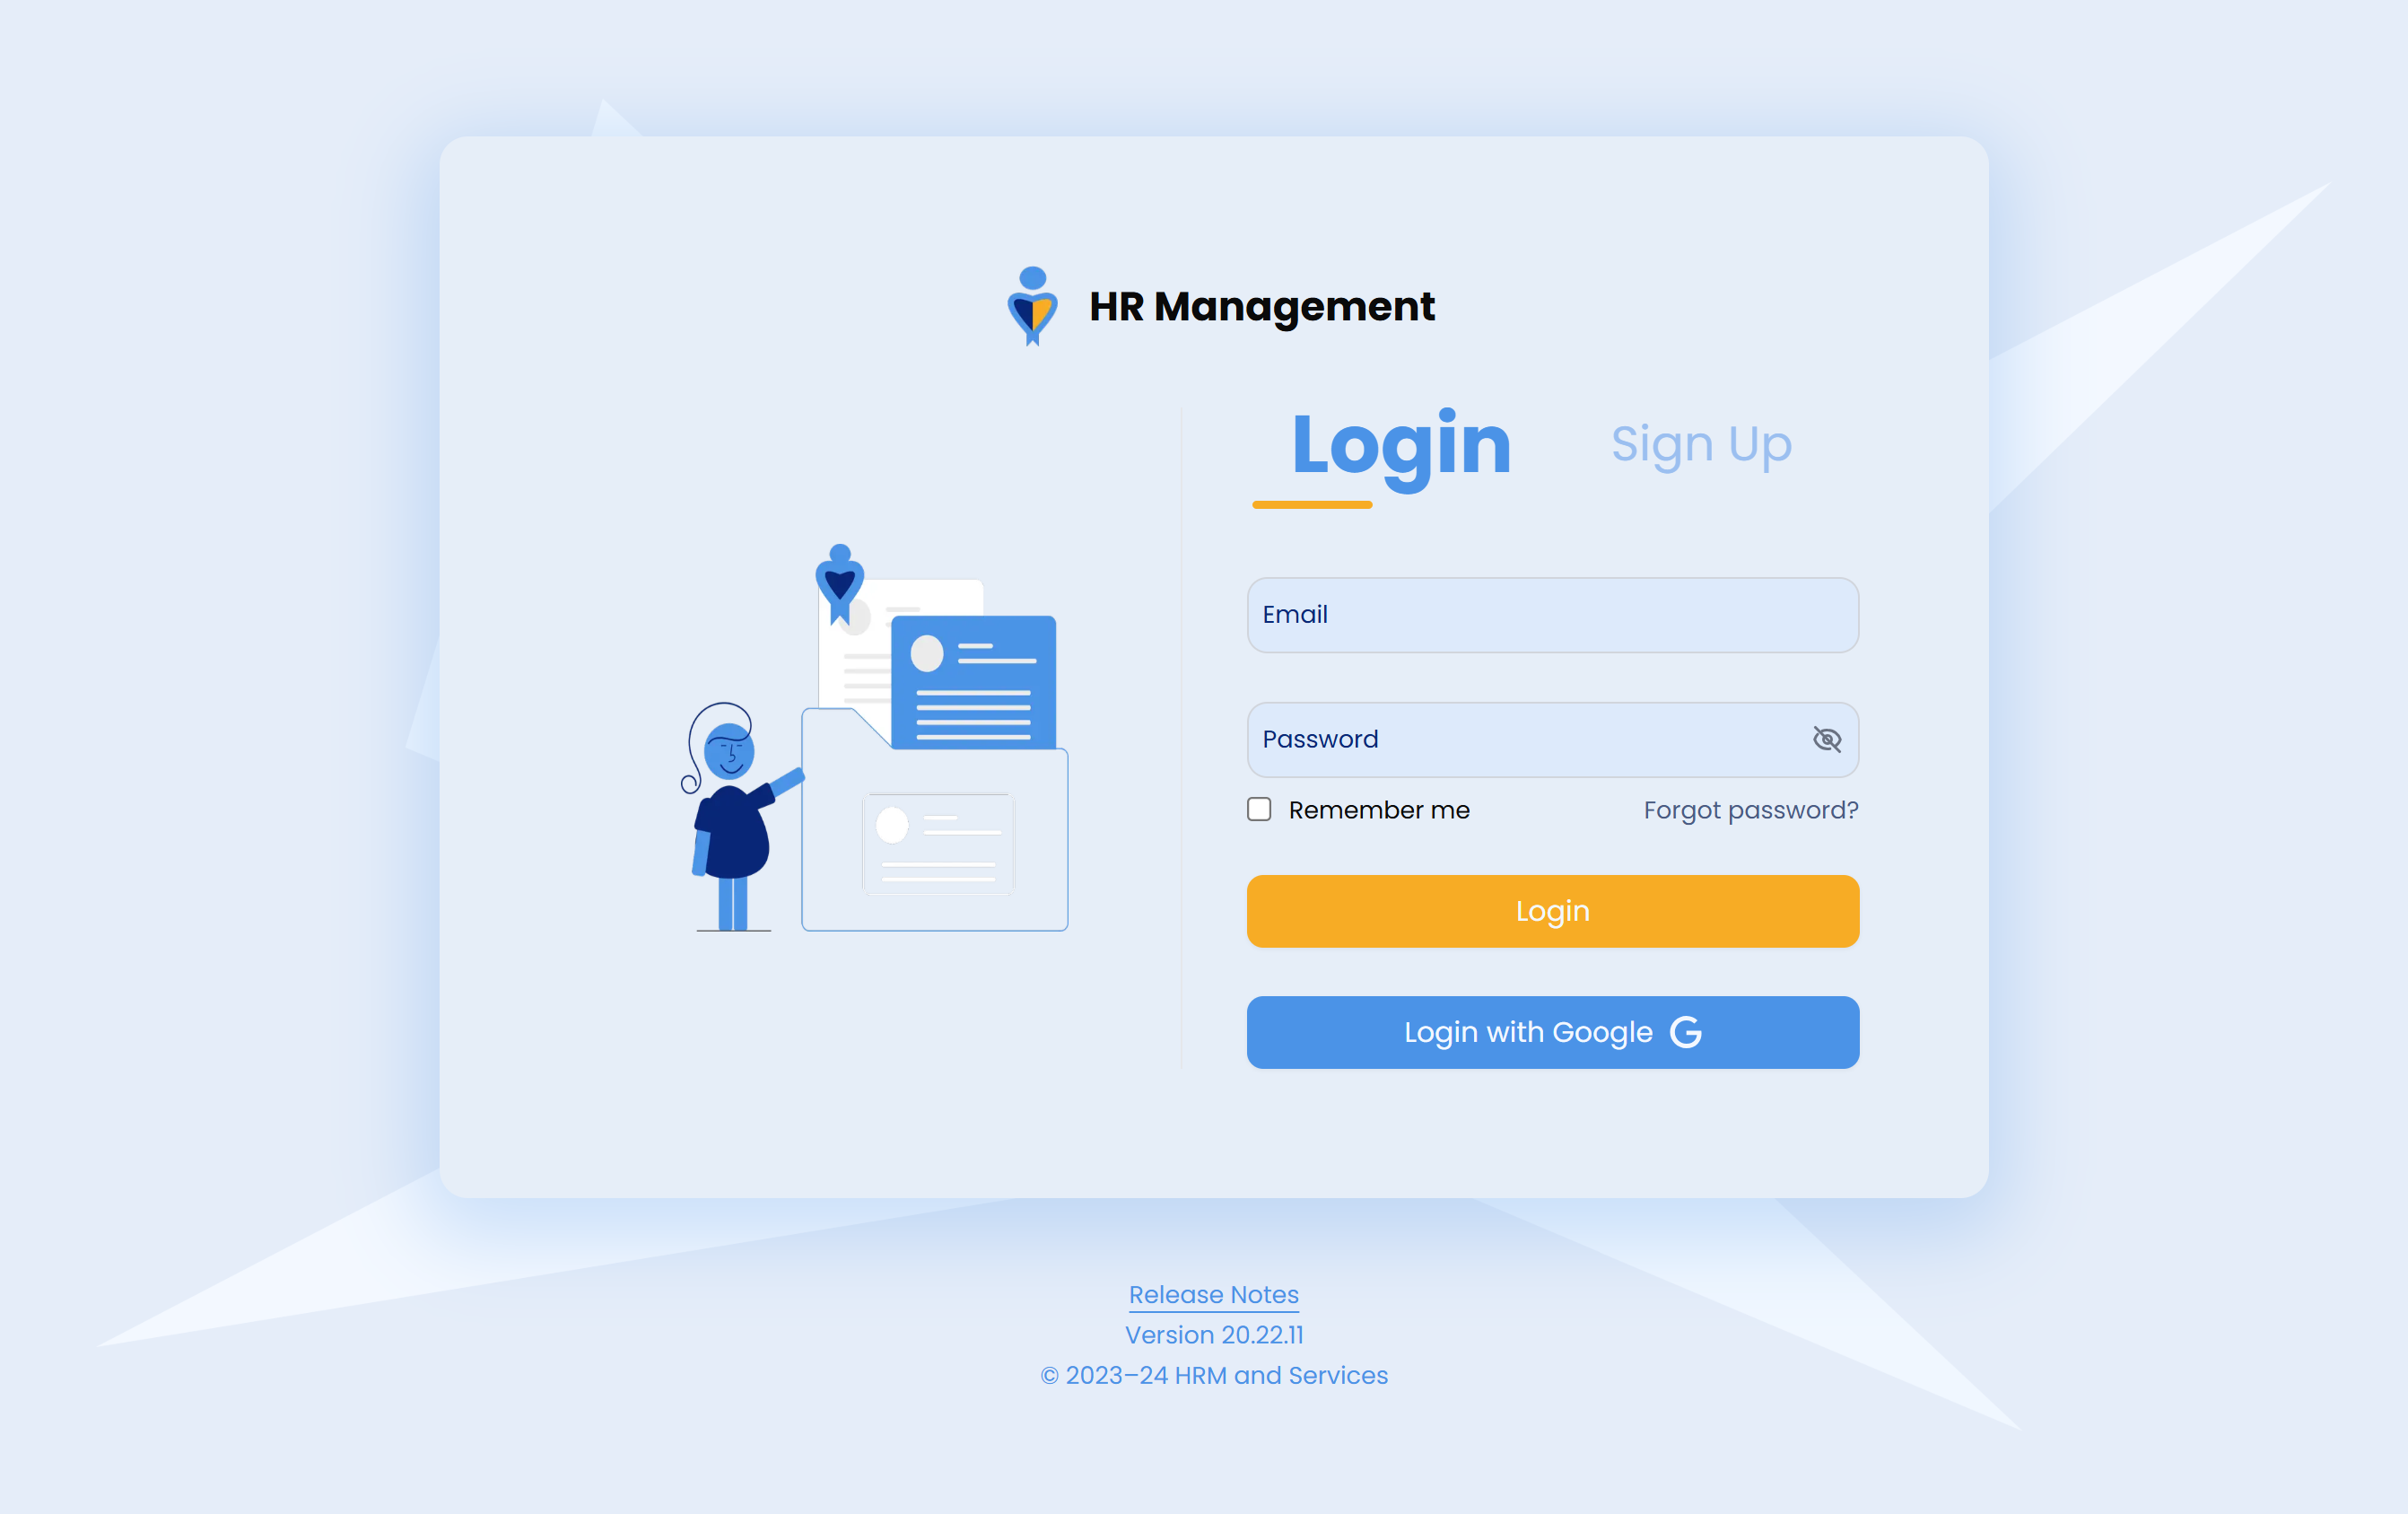 HR Management
Login Sign Up
Email
Password
Remember me Forgot password?
Login
Login with Google
Release Notes
Version 20.22.11
© 2023–24 HRM and Services